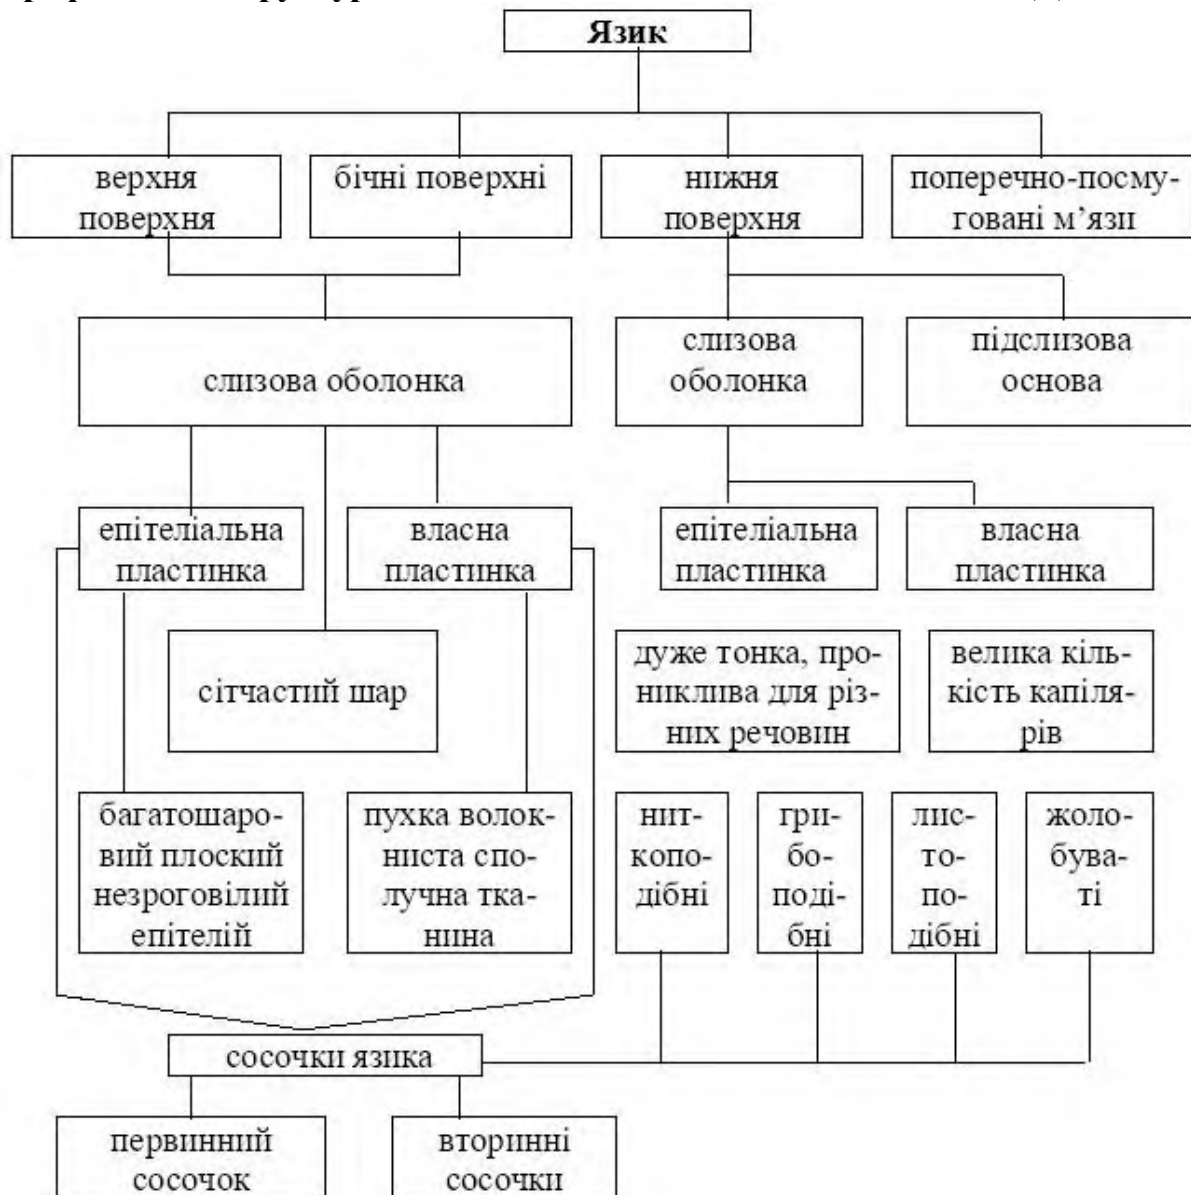 Язик
верхня
поверхня
бічні поверхні
нижня
поверхня
поперечно-посму-
говані м’язи
слизова оболонка
слизова
оболонка
підслизова
основа
епітеліальна
пластинка
власна
пластинка
епітеліальна
пластинка
власна
пластинка
сітчастий шар
дуже тонка, про-
никлива для різ-
них речовин
велика кіль-
кість капіля-
рів
багатошаро-
вий плоский
незроговілий
епітелій
пухка волок-
ниста спо-
лучна тка-
нина
нит-
копо-
дібні
гри-
бо-
поді-
бні
лис-
то-
по-
дібні
жоло-
бува-
ті
сосочки язика
первинний
сосочок
вторинні
сосочки